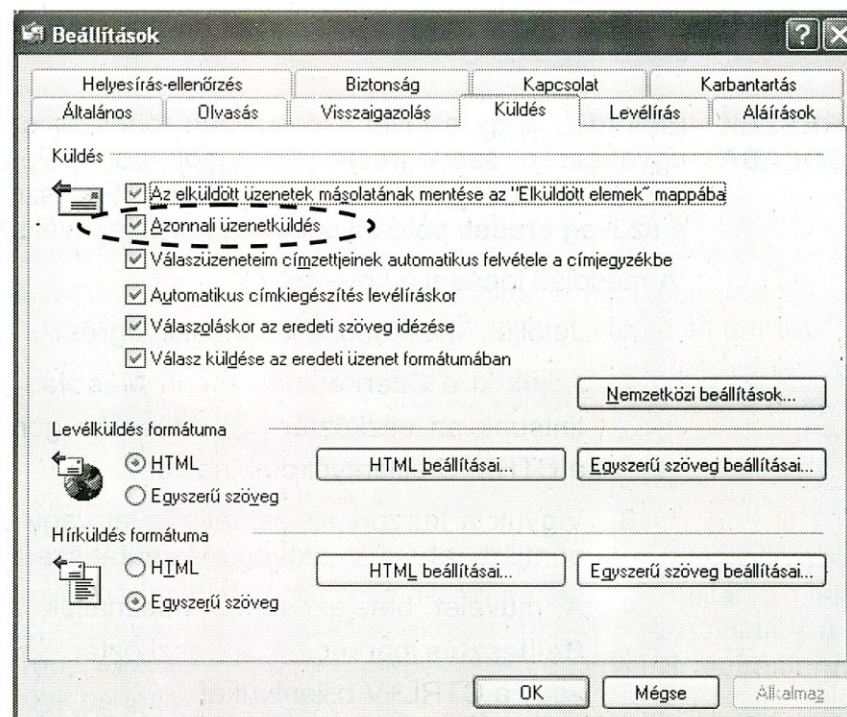 Beállítások
Helyesírás-ellenőrzés Biztonság Kapcsolat Karbantartás
Általános Olvasás Visszaigazolás Küldés Levélírás Aláírások
Küldés
Az elküldött üzenetek másolatának mentése az "Elküldött elemek" mappába
Azonnali üzenetküldés
Válaszüzeneteim címzettjeinek automatikus felvétele a címjegyzékbe
Automatikus címkiegészítés levélíráskor
Válaszoláskor az eredeti szöveg idézése
Válasz küldése az eredeti üzenet formátumában
Nemzetközi beállítások...
Levélküldés formátuma
HTML HTML beállításai... Egyszerű szöveg beállításai...
Egyszerű szöveg
Hírküldés formátuma
HTML HTML beállításai... Egyszerű szöveg beállításai...
Egyszerű szöveg
OK Mégse Alkalmaz